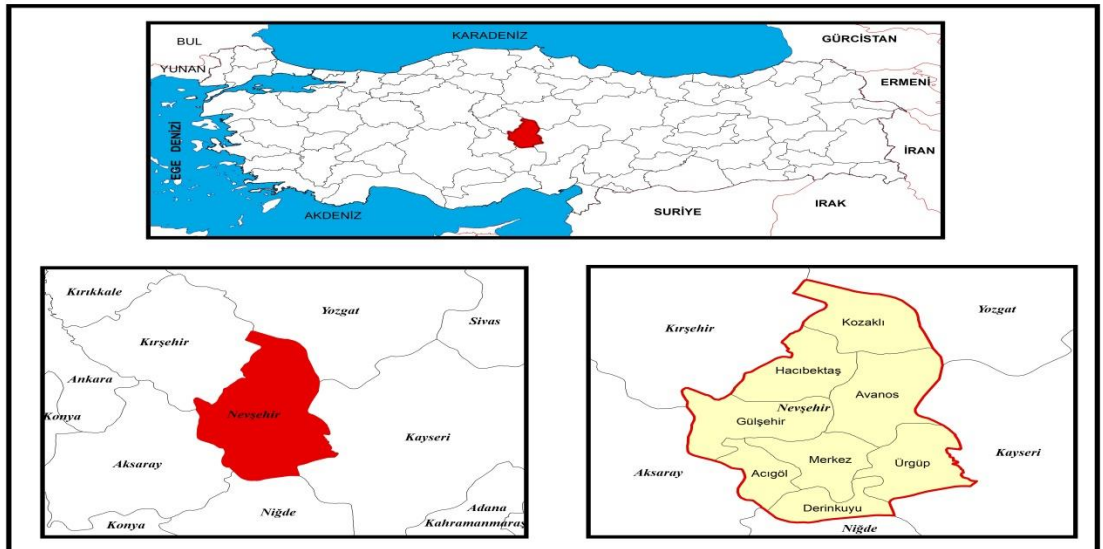 BUL
KARADENİZ
GÜRCİSTAN
YUNAN
ERMENİ
EGE DENİZİ
İRAN
AKDENİZ
SURİYE
IRAK
Kırıkkale
Yozgat
Sivas
Kırşehir
Ankara
Konya
Nevşehir
Kayseri
Aksaray
Niğde
Konya
Adana
Kahramanmaraş
Kırşehir
Yozgat
Kozaklı
Hacıbektaş
Avanos
Nevşehir
Gülşehir
Kayseri
Aksaray
Merkez
Ürgüp
Acıgöl
Derinkuyu
Niğde